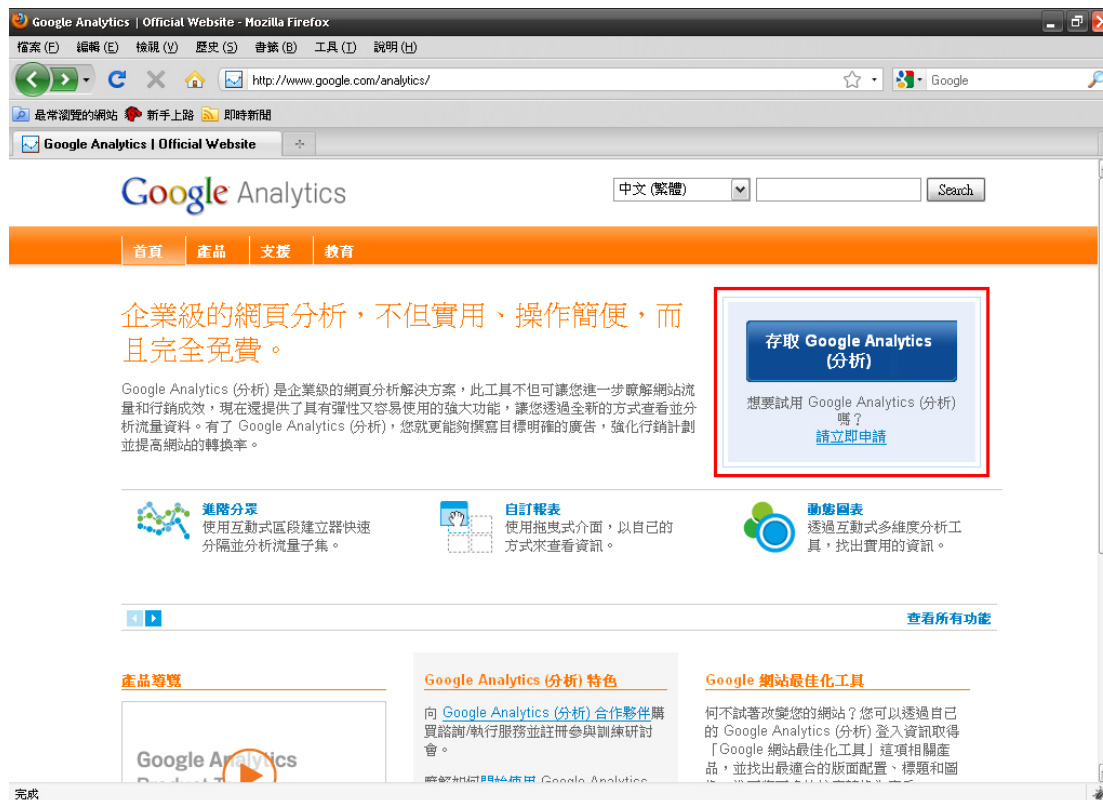 Google Analytics | Official Website - Mozilla Firefox
檔案(F) 編輯(E) 檢視(V) 歷史(S) 書籤(B) 工具(T) 說明(H)
http://www.google.com/analytics/ Google
最常瀏覽的網站 新手上路 即時新聞
Google Analytics | Official Website
Google Analytics
中文 (繁體) Search
首頁 產品 支援 教育
企業級的網頁分析，不但實用、操作簡便，而
且完全免費。
Google Analytics (分析) 是企業級的網頁分析解決方案，此工具不但可讓您進一步瞭解網站流
量和行銷成效，現在還提供了具有彈性又容易使用的強大功能，讓您透過全新的方式查看並分
析流量資料。有了 Google Analytics (分析)，您就更能夠撰寫目標明確的廣告，強化行銷計劃
並提高網站的轉換率。
存取 Google Analytics
(分析)
想要試用 Google Analytics (分析)
嗎？
請立即申請
進階分眾
使用互動式區段建立器快速
分隔並分析流量子集。
自訂報表
使用拖曳式介面，以自己的
方式來查看資訊。
動態圖表
透過互動式多維度分析工
具，找出實用的資訊。
查看所有功能
產品導覽
Google Analytics
Google Analytics (分析) 特色
向 Google Analytics (分析) 合作夥伴購
買諮詢/執行服務並註冊參與訓練研討
會。
瞭解如何開始使用 Google Analytics
Google 網站最佳化工具
何不試著改變您的網站？您可以透過自己
的 Google Analytics (分析) 登入資訊取得
「Google 網站最佳化工具」這項相關產
品，並找出最適合的版面配置、標題和圖
完成